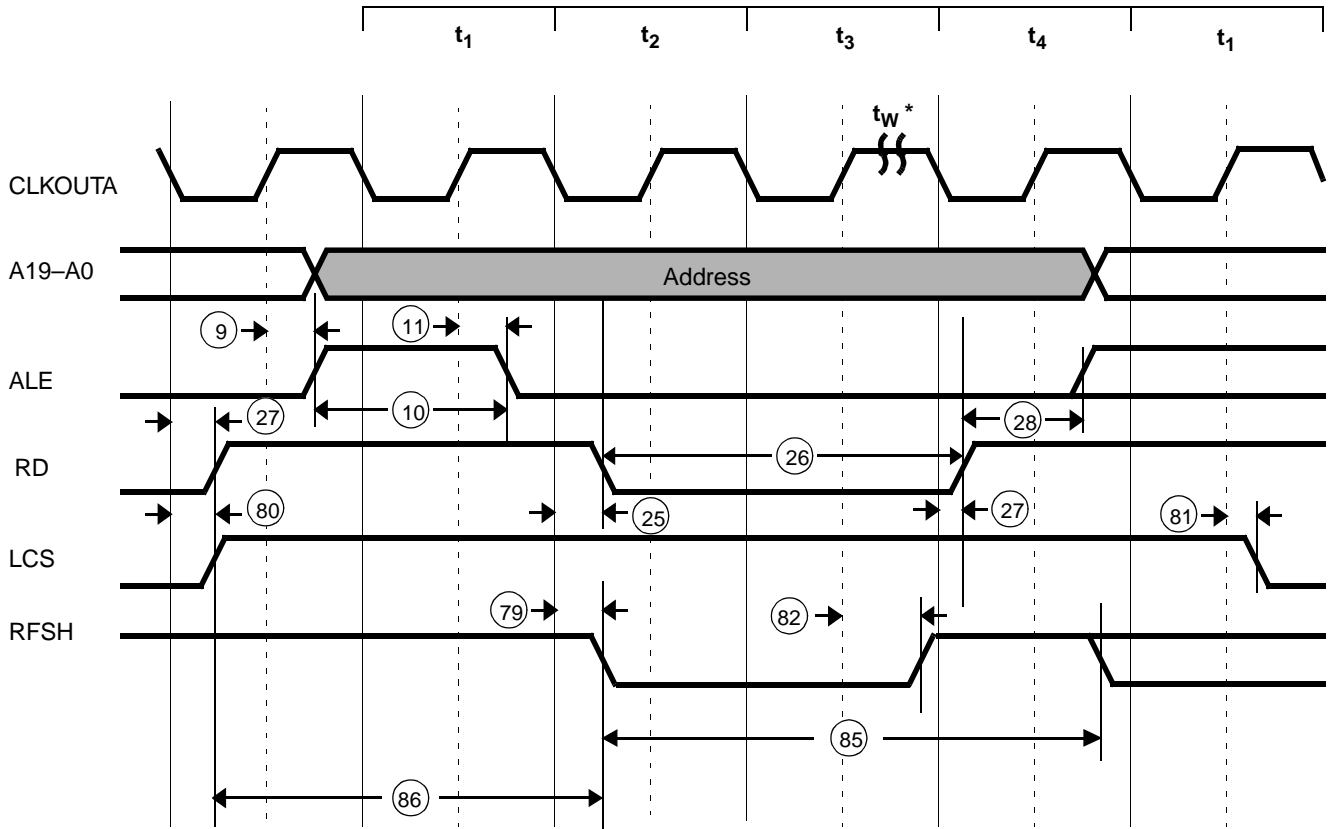 t1 t2 t3 t4 t1
tW *
CLKOUTA
A19–A0 Address
9 11
ALE
10
27 28
RD
26
80 25 27 81
LCS
79 82
RFSH
85
86